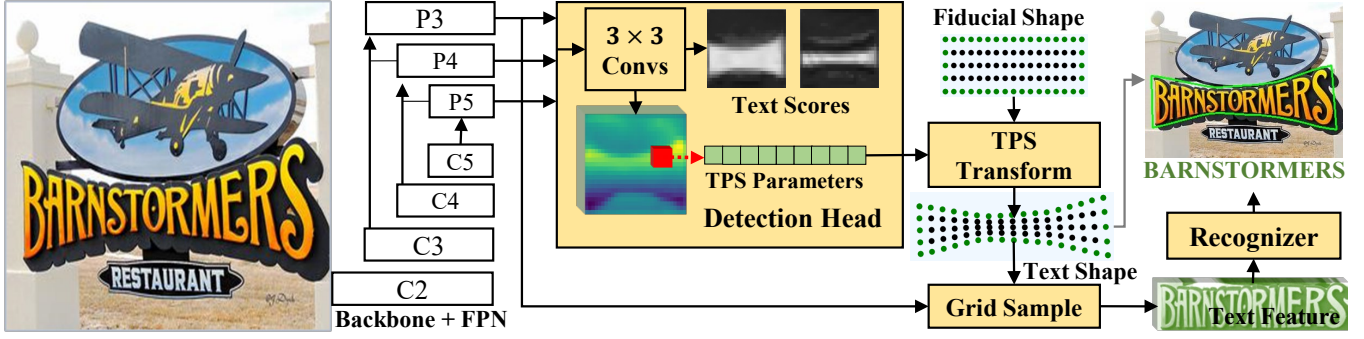 BARNSTORMERS
RESTAURANT
P3
P4
P5
C5
C4
C3
C2
Backbone + FPN
3 × 3
Convs
Text Scores
TPS Parameters
Detection Head
Fiducial Shape
TPS
Transform
Text Shape
Grid Sample
BARNSTORMERS
RESTAURANT
BARNSTORMERS
Recognizer
BARNSTORMERS
Text Feature